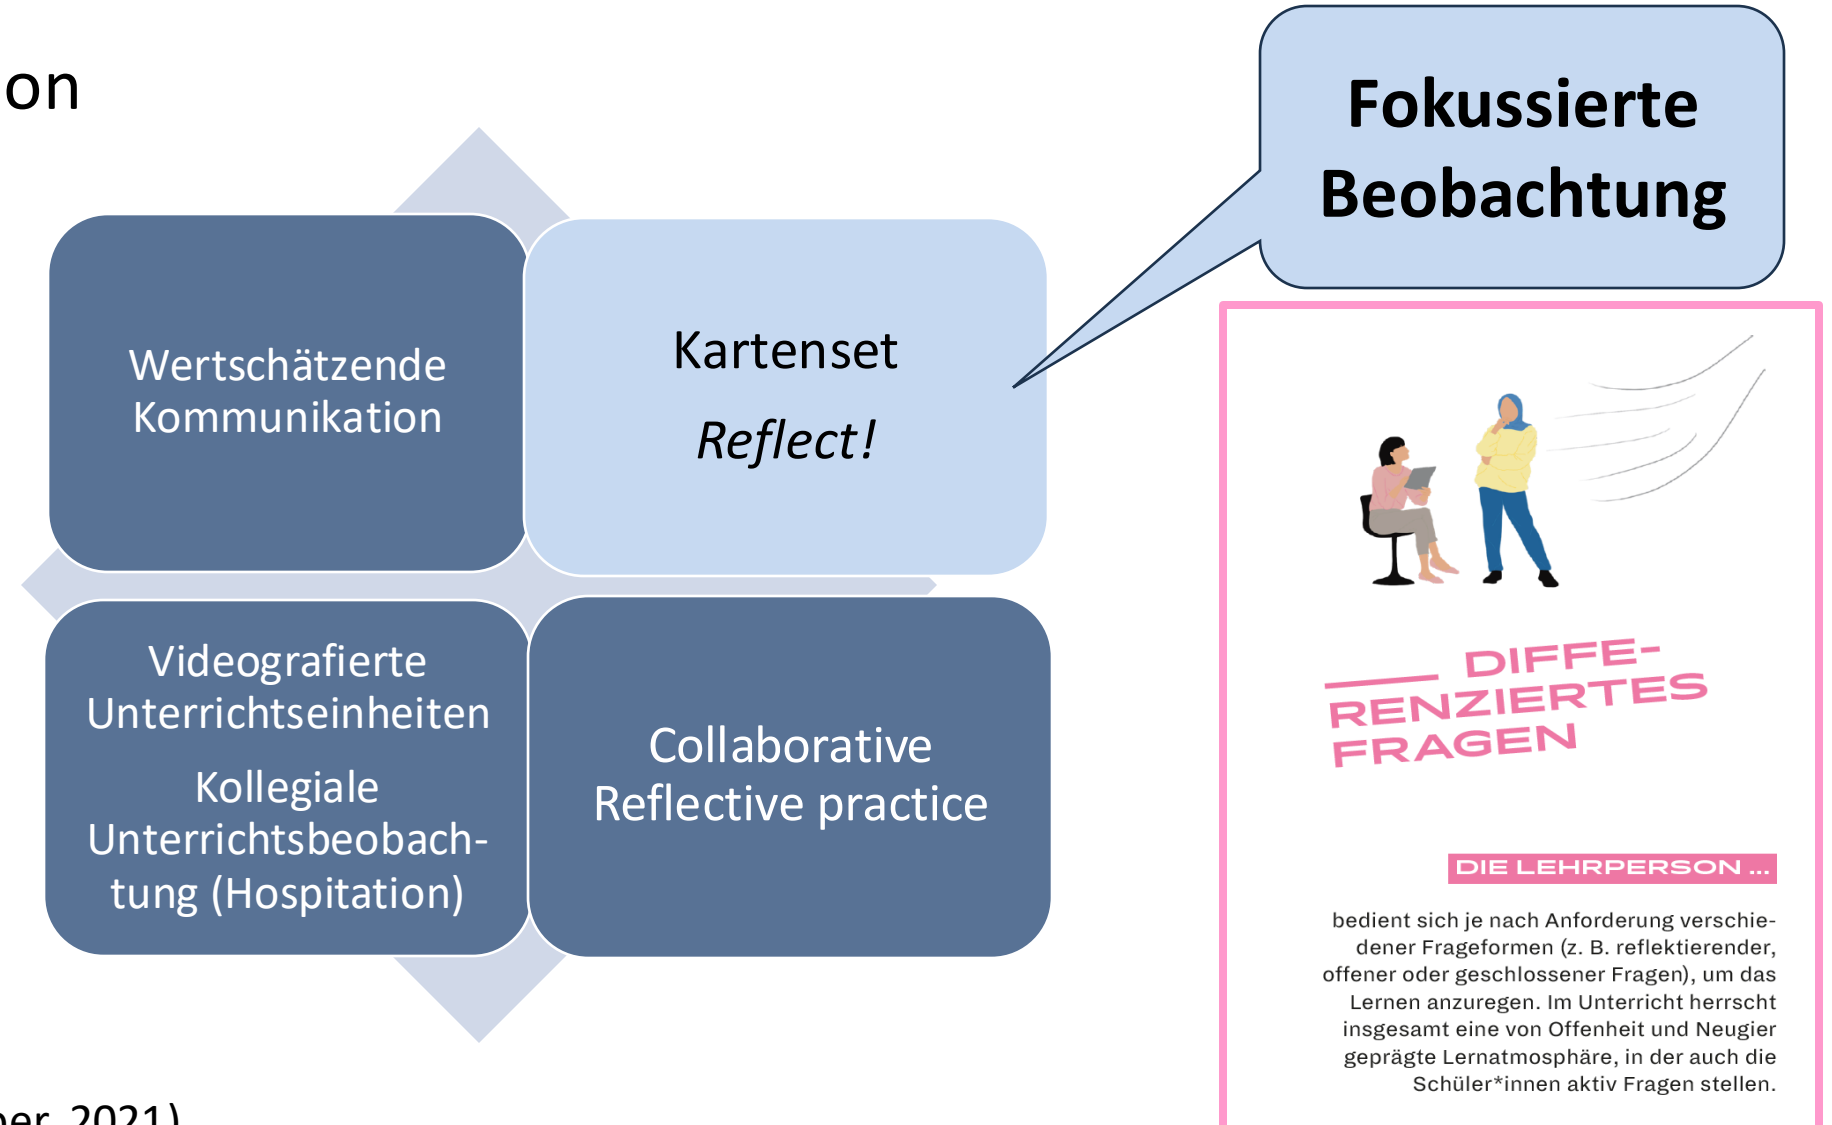 on
Fokussierte
Beobachtung
Wertschätzende
Kommunikation
Kartenset
Reflect!
Videografierte
Unterrichtseinheiten
Kollegiale
Unterrichtsbeobach-
tung (Hospitation)
Collaborative
Reflective practice
DIFFE-
RENZIERTES
FRAGEN
DIE LEHRPERSON ...
bedient sich je nach Anforderung verschie-
dener Frageformen (z. B. reflektierender,
offener oder geschlossener Fragen), um das
Lernen anzuregen. Im Unterricht herrscht
insgesamt eine von Offenheit und Neugier
geprägte Lernatmosphäre, in der auch die
Schüler*innen aktiv Fragen stellen.
er, 2021)